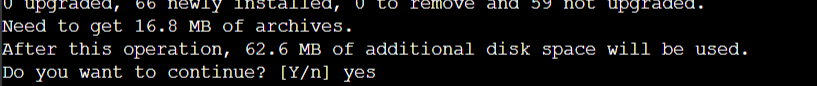 0 upgraded, 66 newly installed, 0 to remove and 59 not upgraded.
Need to get 16.8 MB of archives.
After this operation, 62.6 MB of additional disk space will be used.
Do you want to continue? [Y/n] yes